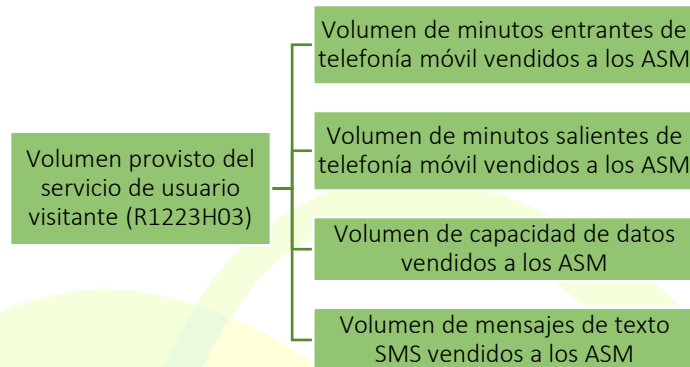 Volumen provisto del
servicio de usuario
visitante (R1223H03)
Volumen de minutos entrantes de
telefonía móvil vendidos a los ASM
Volumen de minutos salientes de
telefonía móvil vendidos a los ASM
Volumen de capacidad de datos
vendidos a los ASM
Volumen de mensajes de texto
SMS vendidos a los ASM